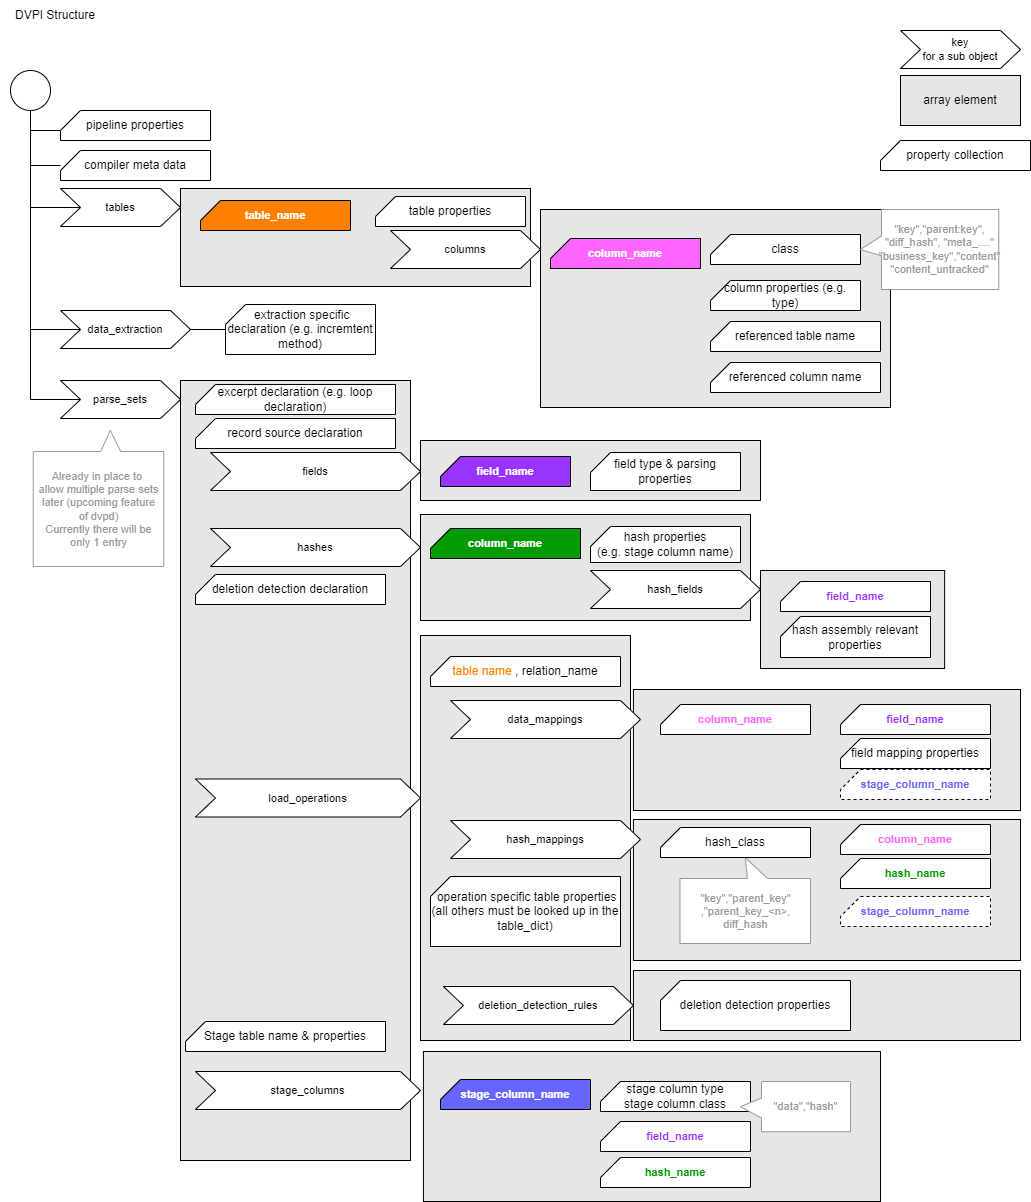 DVPI Structure
key
for a sub object
array element
property collection
pipeline properties
compiler meta data
tables
table_name
table properties
columns
column_name
class
"key","parent:key",
"diff_hash", "meta_...."
"business_key","content"
"content_untracked"
column properties (e.g.
type)
referenced table name
referenced column name
data_extraction
extraction specific
declaration (e.g. incremtent
method)
parse_sets
Already in place to
allow multiple parse sets
later (upcoming feature
of dvpd)
Currently there will be
only 1 entry
excerpt declaration (e.g. loop
declaration)
record source declaration
fields
field_name
field type & parsing
properties
hashes
column_name
hash properties
(e.g. stage column name)
hash_fields
field_name
hash assembly relevant
properties
deletion detection declaration
load_operations
table name , relation_name
data_mappings
column_name
field_name
field mapping properties
stage_column_name
hash_mappings
hash_class
"key","parent_key"
,"parent_key_<n>,
diff_hash
column_name
hash_name
stage_column_name
operation specific table properties
(all others must be looked up in the
table_dict)
deletion_detection_rules
deletion detection properties
Stage table name & properties
stage_columns
stage_column_name
stage column type
stage column class
"data","hash"
field_name
hash_name